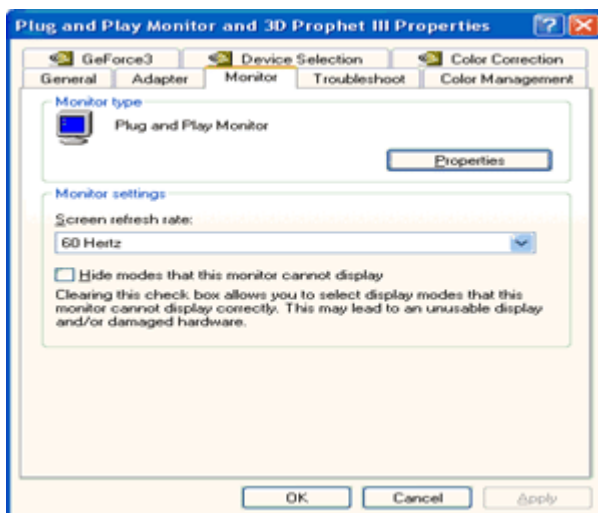 Plug and Play Monitor and 3D Prophet III Properties
GeForce3 Device Selection Color Correction
General Adapter Monitor Troubleshoot Color Management
Monitor type
Plug and Play Monitor
Properties
Monitor settings
Screen refresh rate:
60 Hertz
Hide modes that this monitor cannot display
Clearing this check box allows you to select display modes that this
monitor cannot display correctly. This may lead to an unusable display
and/or damaged hardware.
OK Cancel Apply